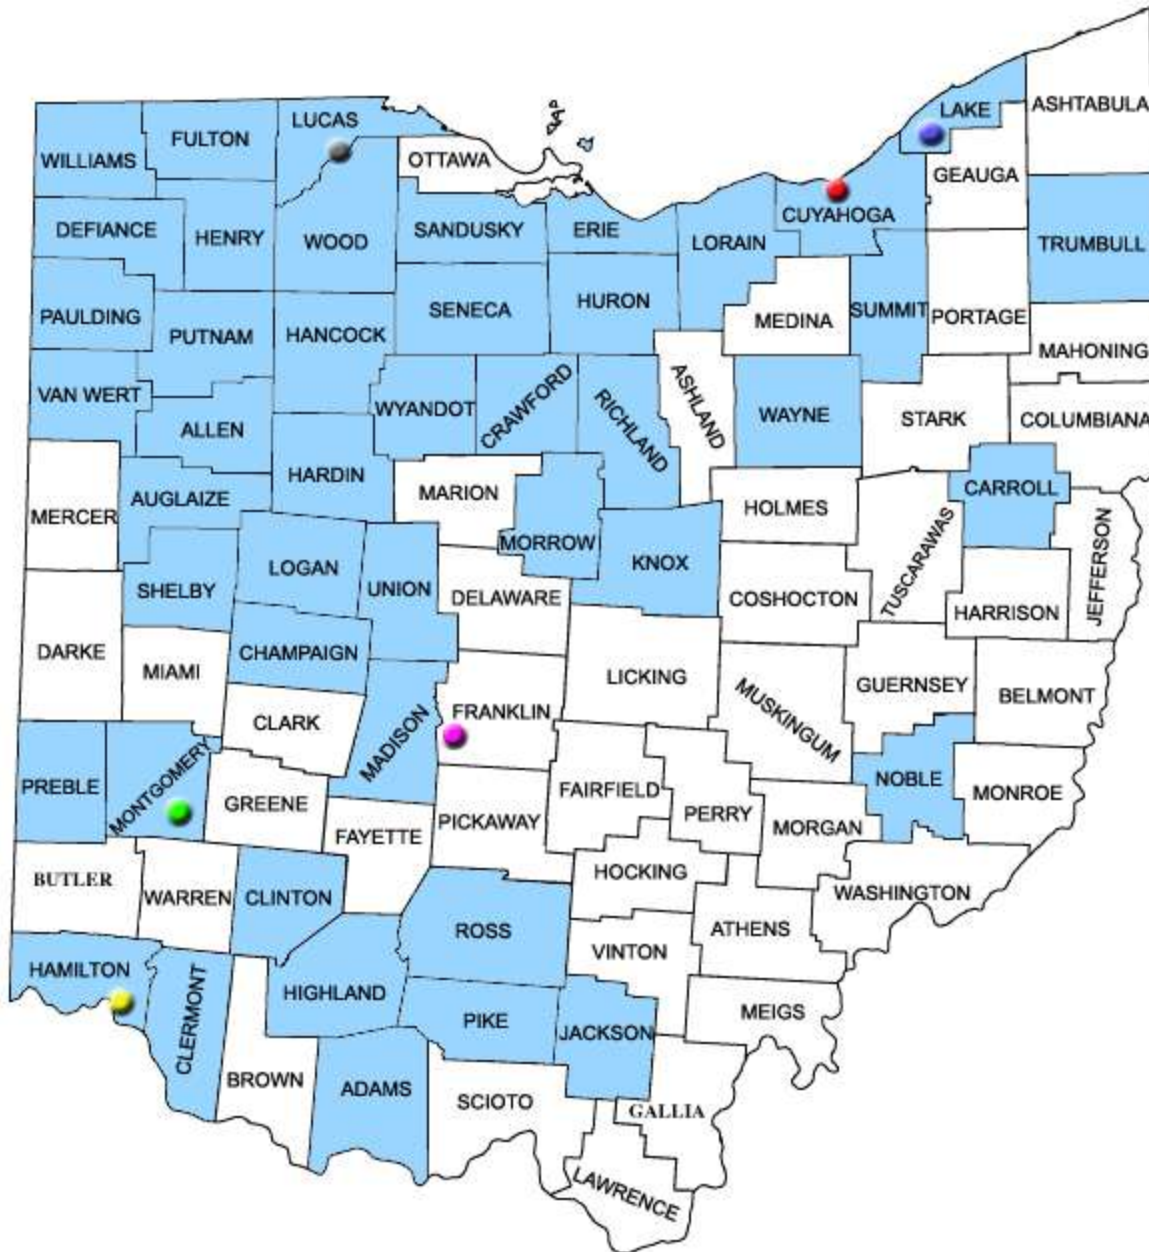 ASHTABULA
LAKE
LUCAS
FULTON
WILLIAMS
OTTAWA
GEAUGA
CUYAHOGA
DEFIANCE
HENRY
WOOD
SANDUSKY
ERIE
LORAIN
TRUMBULL
PAULDING
PUTNAM
HANCOCK
SENECA
HURON
MEDINA
SUMMIT
PORTAGE
MAHONING
VAN WERT
ALLEN
WYANDOT
CRAWFORD
RICHLAND
ASHLAND
WAYNE
STARK
COLUMBIANA
HARDIN
MERCER
AUGLAIZE
MARION
HOLMES
CARROLL
MORROW
KNOX
TUSCARAWAS
JEFFERSON
SHELBY
LOGAN
UNION
DELAWARE
COSHOCTON
HARRISON
DARKE
MIAMI
CHAMPAIGN
LICKING
MUSKINGUM
GUERNSEY
BELMONT
CLARK
MADISON
FRANKLIN
PREBLE
MONTGOMERY
GREENE
FAYETTE
PICKAWAY
FAIRFIELD
PERRY
MORGAN
NOBLE
MONROE
BUTLER
WARREN
CLINTON
HOCKING
WASHINGTON
ROSS
VINTON
ATHENS
HAMILTON
CLERMONT
HIGHLAND
PIKE
JACKSON
MEIGS
BROWN
ADAMS
SCIOTO
GALLIA
LAWRENCE